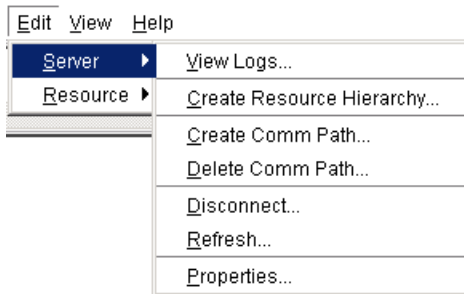 Edit View Help
Server
Resource
View Logs...
Create Resource Hierarchy...
Create Comm Path...
Delete Comm Path...
Disconnect...
Refresh...
Properties...